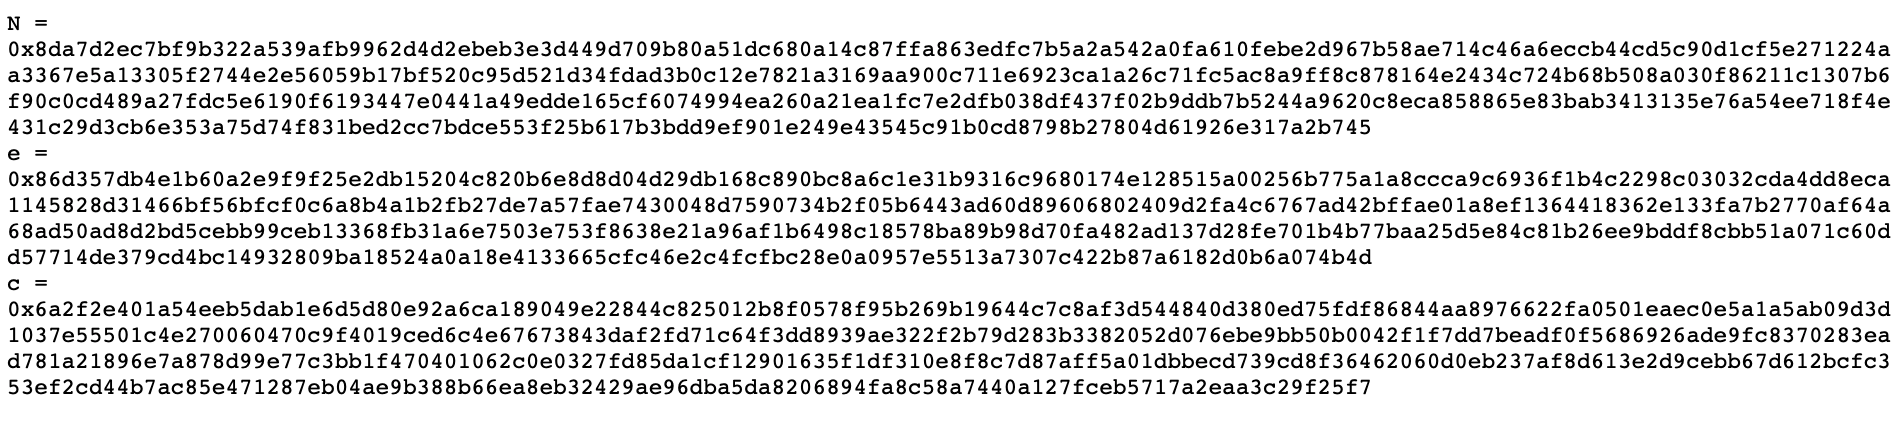 N =
0x8da7d2ec7bf9b322a539afb9962d4d2ebeb3e3d449d709b80a51dc680a14c87ffa863edfc7b5a2a542a0fa610febe2d967b58ae714c46a6eccb44cd5c90d1cf5e271224a
a3367e5a13305f2744e2e56059b17bf520c95d521d34fdad3b0c12e7821a3169aa900c711e6923ca1a26c71fc5ac8a9ff8c878164e2434c724b68b508a030f86211c1307b6
f90c0cd489a27fdc5e6190f6193447e0441a49edde165cf6074994ea260a21ea1fc7e2dfb038df437f02b9ddb7b5244a9620c8eca858865e83bab3413135e76a54ee718f4e
431c29d3cb6e353a75d74f831bed2cc7bdce553f25b617b3bdd9ef901e249e43545c91b0cd8798b27804d61926e317a2b745
e =
0x86d357db4e1b60a2e9f9f25e2db15204c820b6e8d8d04d29db168c890bc8a6c1e31b9316c9680174e128515a00256b775a1a8ccca9c6936f1b4c2298c03032cda4dd8eca
1145828d31466bf56bfcf0c6a8b4a1b2fb27de7a57fae7430048d7590734b2f05b6443ad60d89606802409d2fa4c6767ad42bffae01a8ef1364418362e133fa7b2770af64a
68ad50ad8d2bd5cebb99ceb13368fb31a6e7503e753f8638e21a96af1b6498c18578ba89b98d70fa482ad137d28fe701b4b77baa25d5e84c81b26ee9bddf8cbb51a071c60d
d57714de379cd4bc14932809ba18524a0a18e4133665cfc46e2c4fcfbc28e0a0957e5513a7307c422b87a6182d0b6a074b4d
c =
0x6a2f2e401a54eeb5dab1e6d5d80e92a6ca189049e22844c825012b8f0578f95b269b19644c7c8af3d544840d380ed75fdf86844aa8976622fa0501eaec0e5a1a5ab09d3d
1037e55501c4e270060470c9f4019ced6c4e67673843daf2fd71c64f3dd8939ae322f2b79d283b3382052d076ebe9bb50b0042f1f7dd7beadf0f5686926ade9fc8370283ea
d781a21896e7a878d99e77c3bb1f470401062c0e0327fd85da1cf12901635f1df310e8f8c7d87aff5a01dbbecd739cd8f36462060d0eb237af8d613e2d9cebb67d612bcfc3
53ef2cd44b7ac85e471287eb04ae9b388b66ea8eb32429ae96dba5da8206894fa8c58a7440a127fceb5717a2eaa3c29f25f7